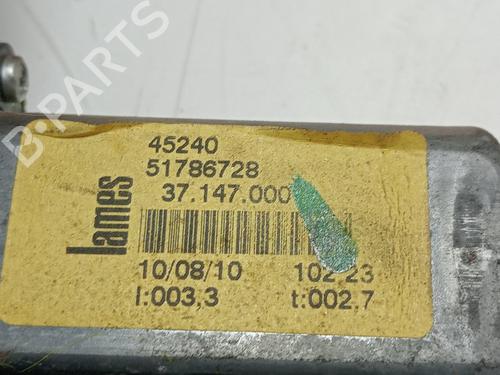 B-PARTS
lames
45240
51786728
37.147.000
10/08/10 102.23
I:003,3 t:002.7